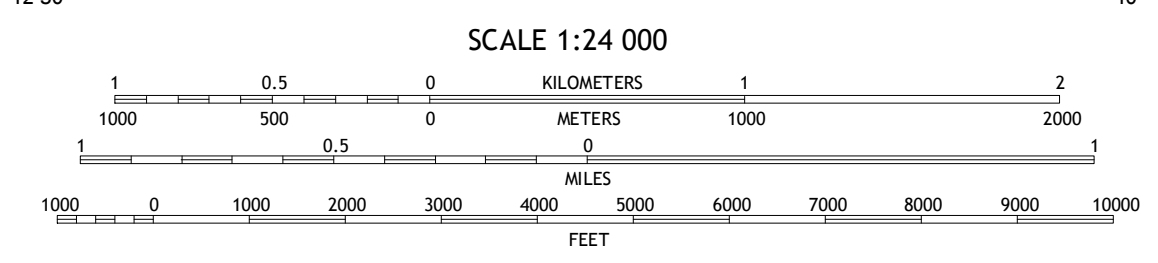 SCALE 1:24 000
1 0.5 0 KILOMETERS 1 2
1000 500 0 METERS 1000 2000
1 0.5 0 1
MILES
1000 0 1000 2000 3000 4000 5000 6000 7000 8000 9000 10000
FEET